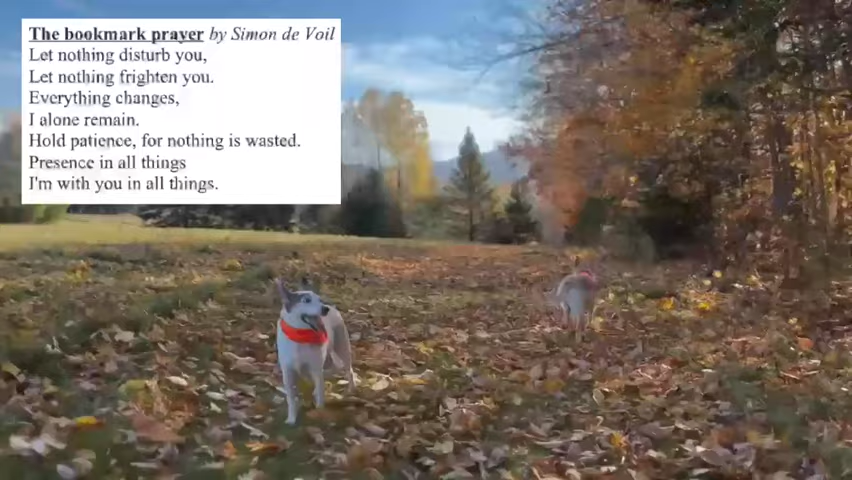 The bookmark prayer by Simon de Voil
Let nothing disturb you,
Let nothing frighten you.
Everything changes,
I alone remain.
Hold patience, for nothing is wasted.
Presence in all things
I'm with you in all things.